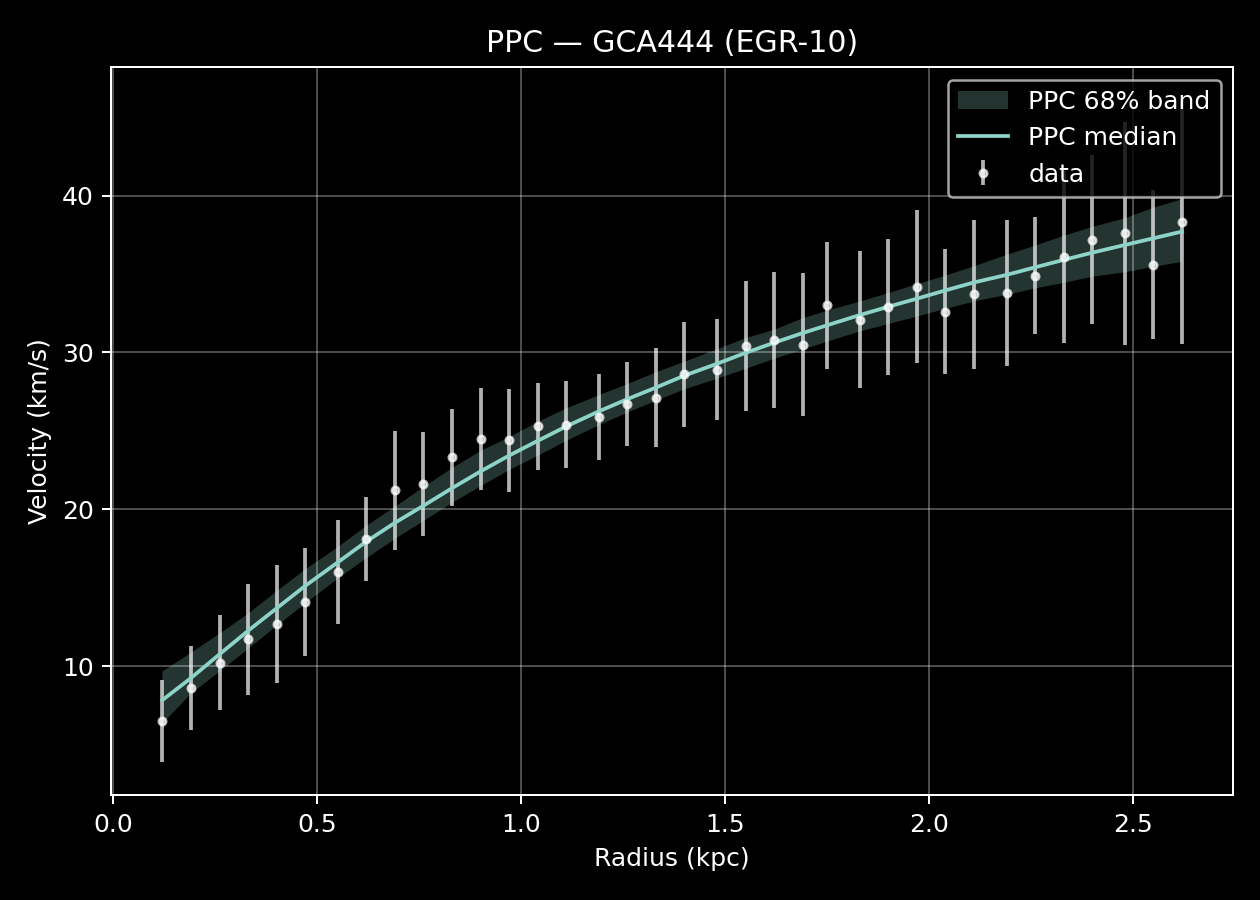 PPC — GCA444 (EGR-10)
PPC 68% band
PPC median
data
Velocity (km/s)
40
30
20
10
0.0 0.5 1.0 1.5 2.0 2.5
Radius (kpc)